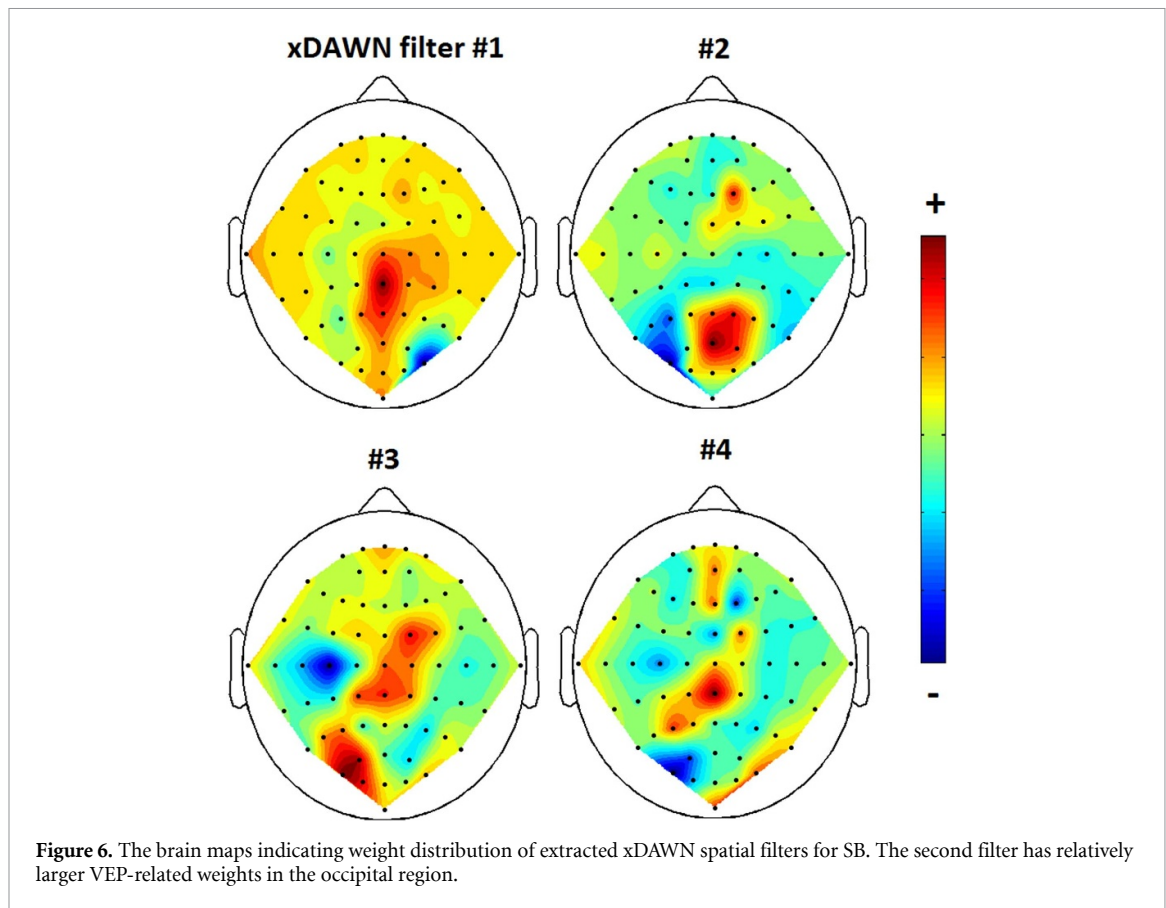 xDAWN filter #1
#2
+
#3
#4
-
Figure 6. The brain maps indicating weight distribution of extracted xDAWN spatial filters for SB. The second filter has relatively
larger VEP-related weights in the occipital region.